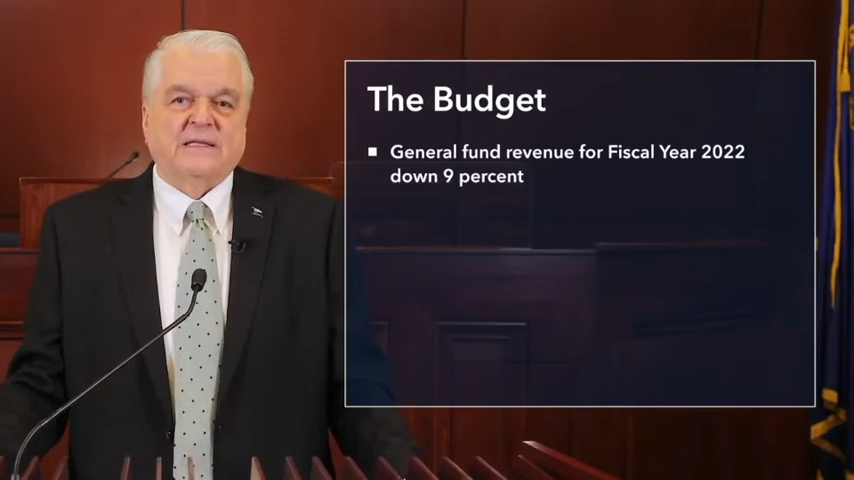 The Budget
General fund revenue for Fiscal Year 2022
down 9 percent